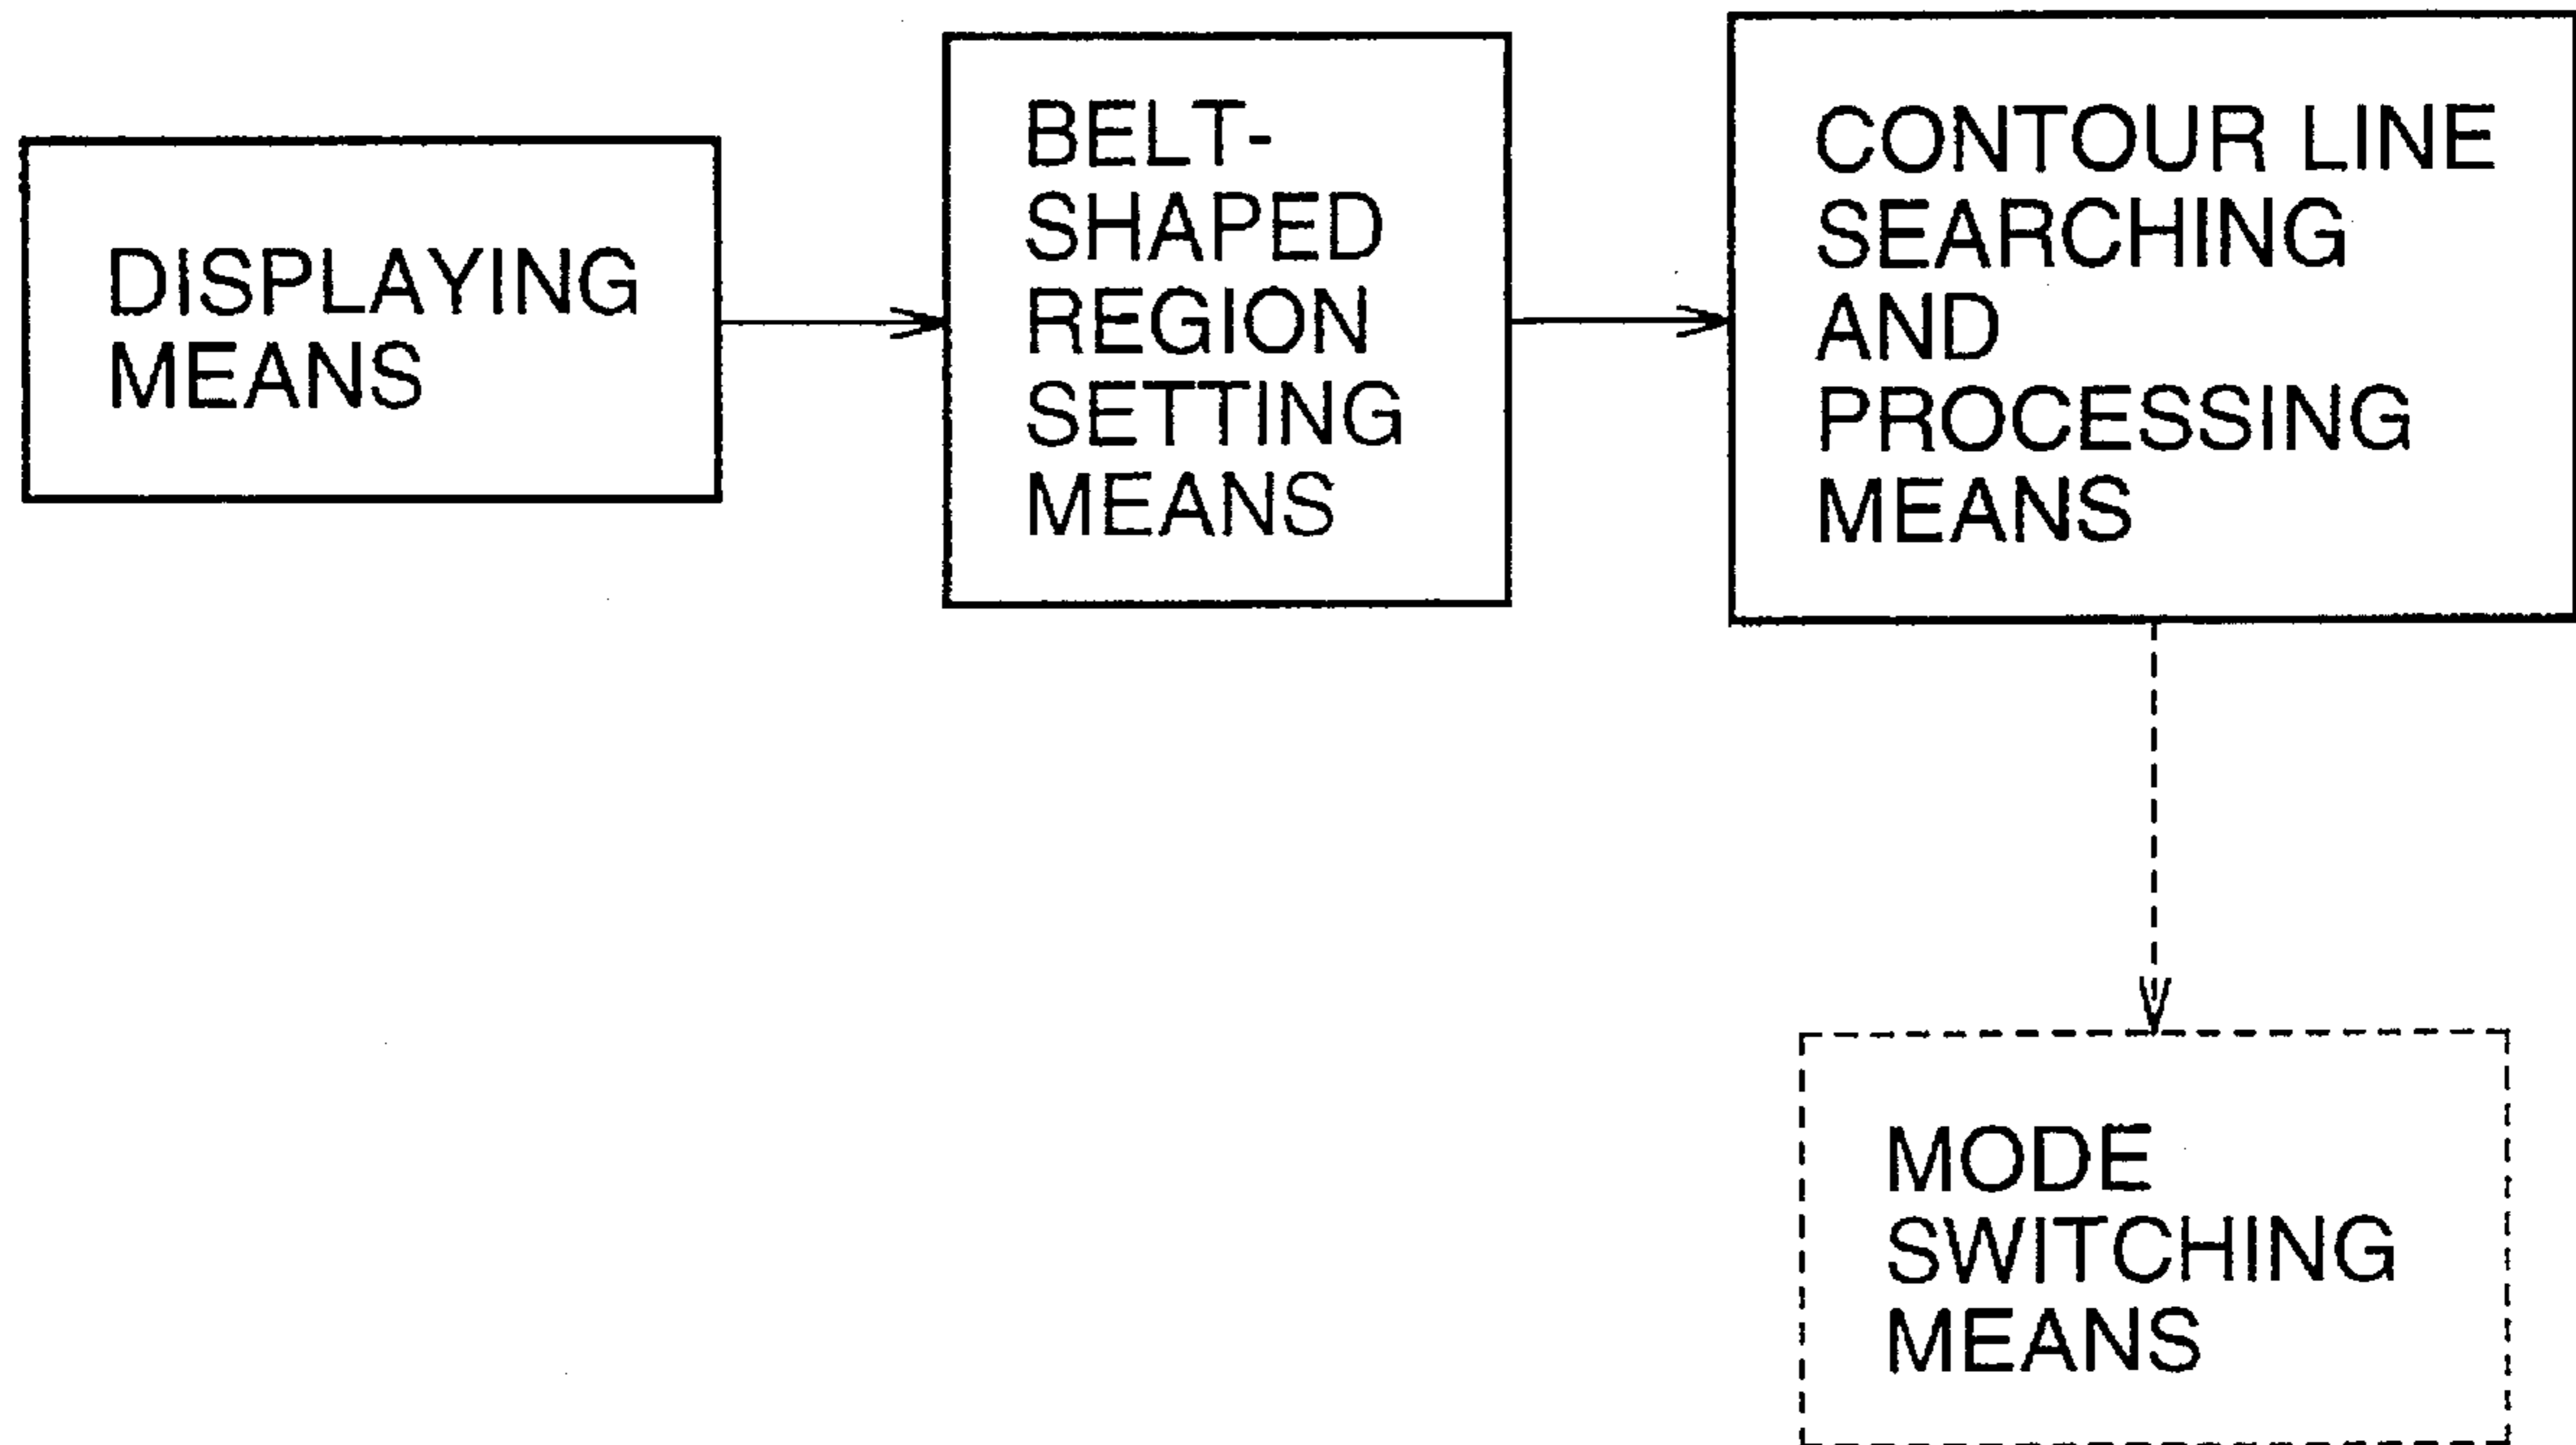 DISPLAYING
MEANS
BELT-
SHAPED
REGION
SETTING
MEANS
CONTOUR LINE
SEARCHING
AND
PROCESSING
MEANS
MODE
SWITCHING
MEANS